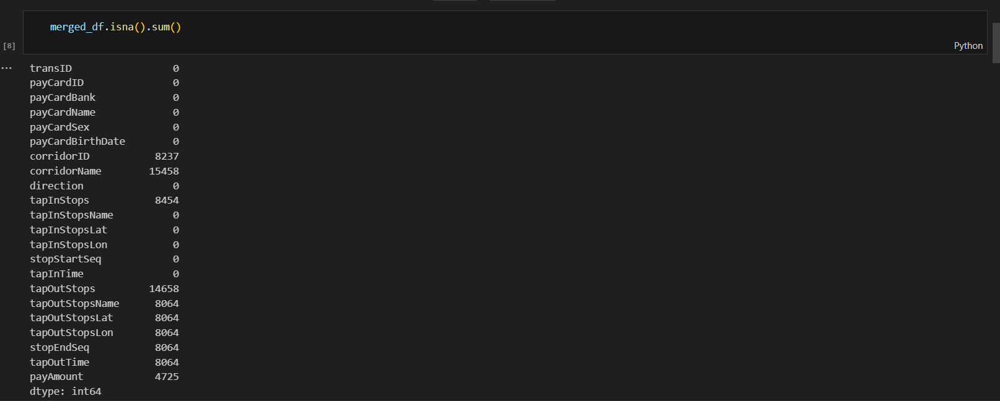 merged_df.isna().sum()
[8]
Python
...
transID 0
payCardID 0
payCardBank 0
payCardName 0
payCardSex 0
payCardBirthDate 0
corridorID 8237
corridorName 15458
direction 0
tapInStops 8454
tapInStopsName 0
tapInStopsLat 0
tapInStopsLon 0
stopStartSeq 0
tapInTime 0
tapOutStops 14658
tapOutStopsName 8064
tapOutStopsLat 8064
tapOutStopsLon 8064
stopEndSeq 8064
tapOutTime 8064
payAmount 4725
dtype: int64